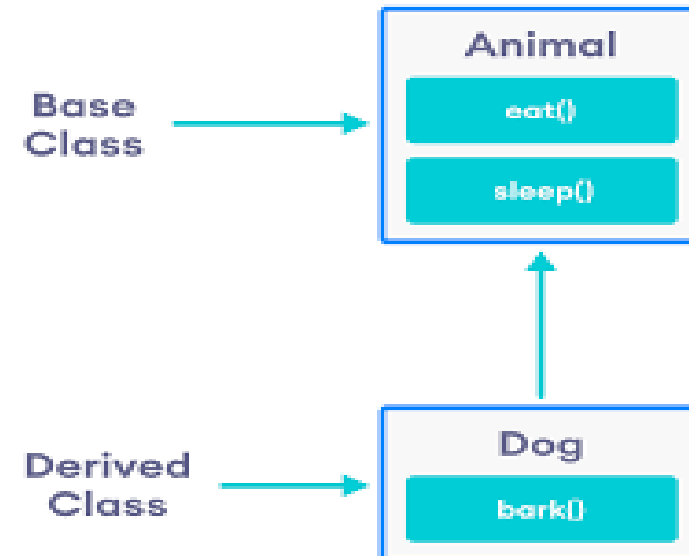 Animal
Base
Class
eat()
sleep()
Dog
Derived
Class
bark()